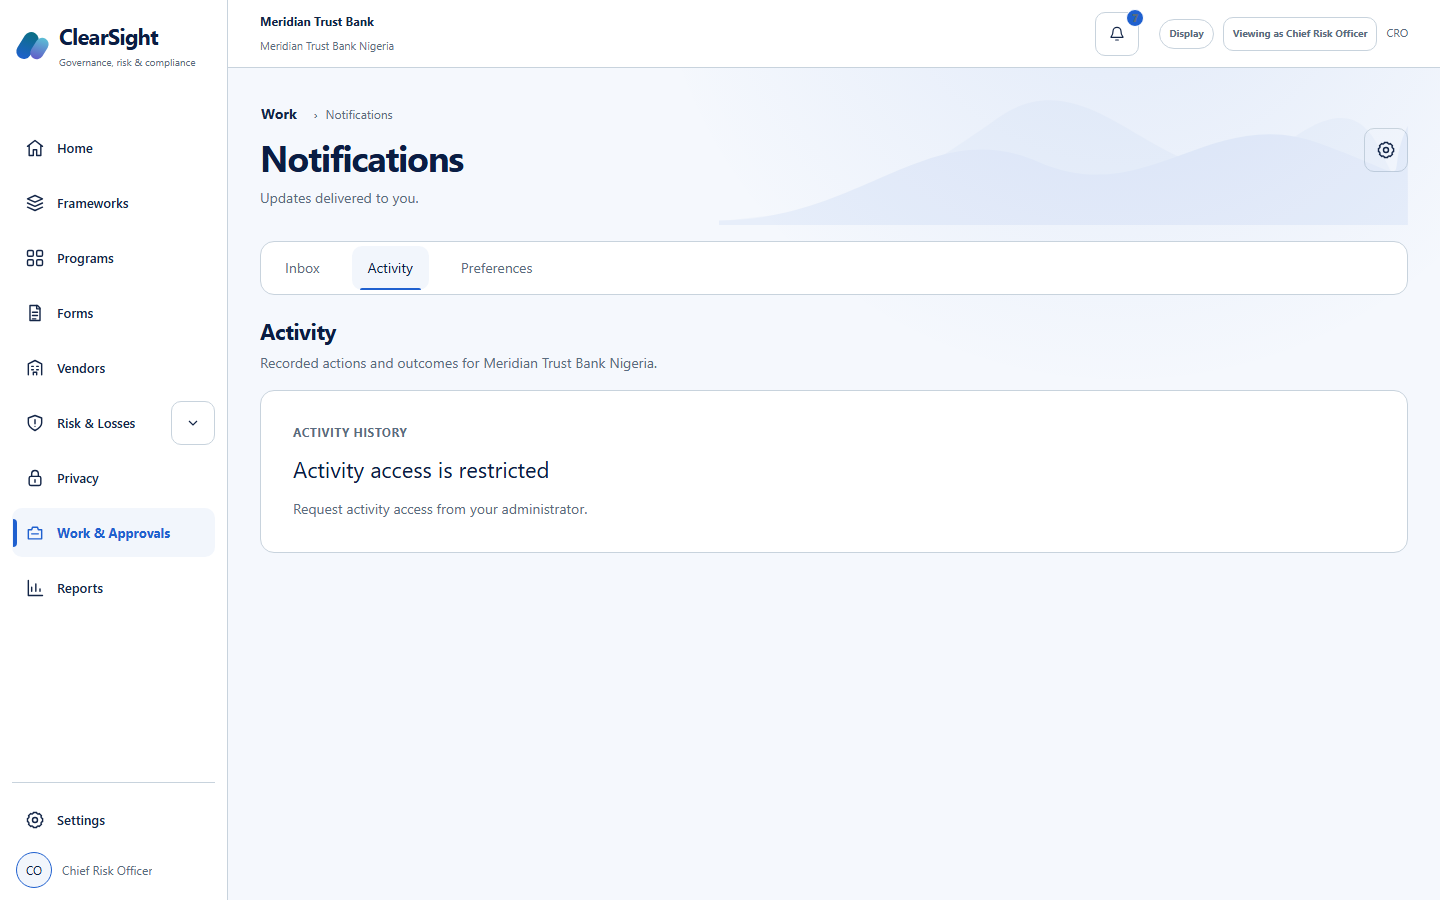 ClearSight
Governance, risk & compliance
Meridian Trust Bank
Meridian Trust Bank Nigeria
Display
Viewing as Chief Risk Officer
CRO
Home
Frameworks
Programs
Forms
Vendors
Risk & Losses
Privacy
Work & Approvals
Reports
Settings
CO
Chief Risk Officer
Work › Notifications
Notifications
Updates delivered to you.
Inbox
Activity
Preferences
Activity
Recorded actions and outcomes for Meridian Trust Bank Nigeria.
ACTIVITY HISTORY
Activity access is restricted
Request activity access from your administrator.